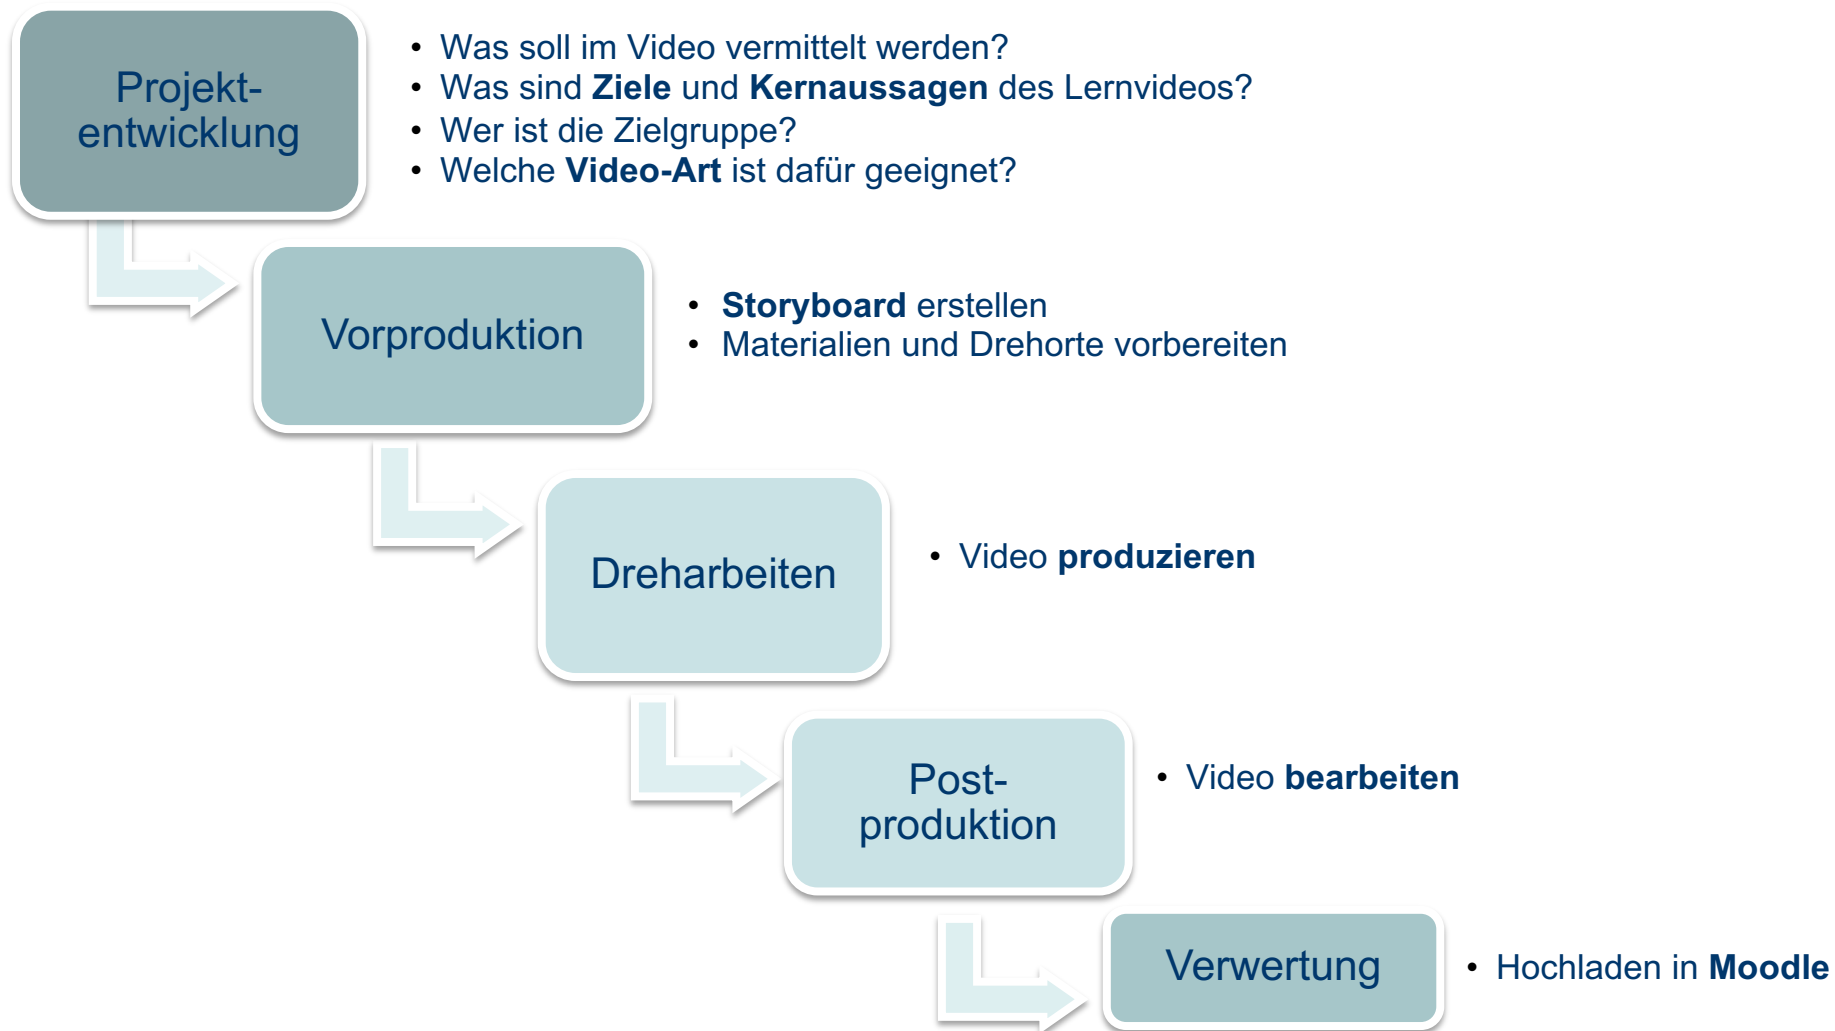 Projekt-
entwicklung
• Was soll im Video vermittelt werden?
• Was sind Ziele und Kernaussagen des Lernvideos?
• Wer ist die Zielgruppe?
• Welche Video-Art ist dafür geeignet?
Vorproduktion
• Storyboard erstellen
• Materialien und Drehorte vorbereiten
Dreharbeiten
• Video produzieren
Post-
produktion
• Video bearbeiten
Verwertung
• Hochladen in Moodle